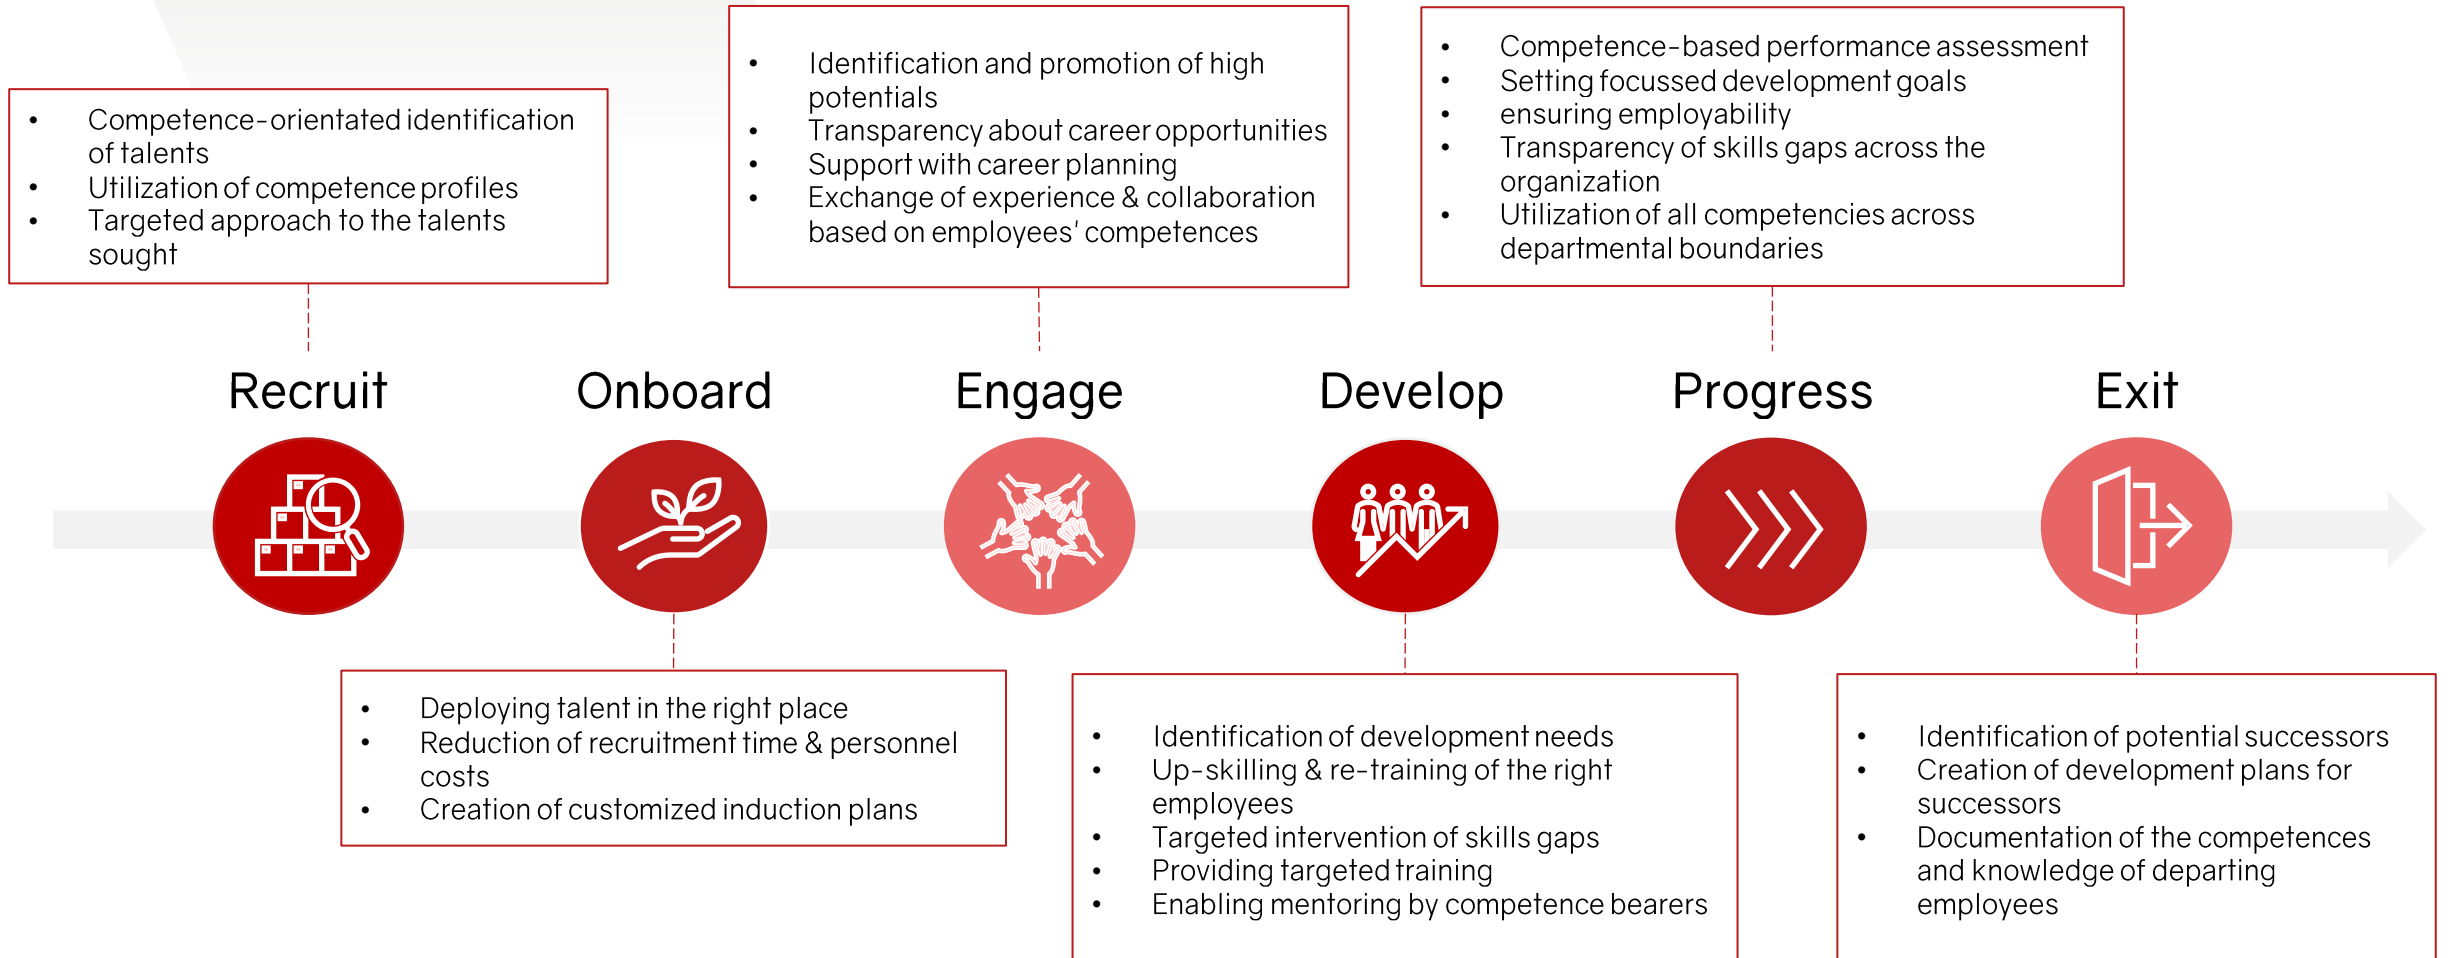 • Competence-orientated identification
of talents
• Utilization of competence profiles
• Targeted approach to the talents
sought
• Identification and promotion of high
potentials
• Transparency about career opportunities
• Support with career planning
• Exchange of experience & collaboration
based on employees' competences
• Competence-based performance assessment
• Setting focussed development goals
• ensuring employability
• Transparency of skills gaps across the
organization
• Utilization of all competencies across
departmental boundaries
Recruit
Onboard
Engage
Develop
Progress
Exit
• Deploying talent in the right place
• Reduction of recruitment time & personnel
costs
• Creation of customized induction plans
• Identification of development needs
• Up-skilling & re-training of the right
employees
• Targeted intervention of skills gaps
• Providing targeted training
• Enabling mentoring by competence bearers
• Identification of potential successors
• Creation of development plans for
successors
• Documentation of the competences
and knowledge of departing
employees